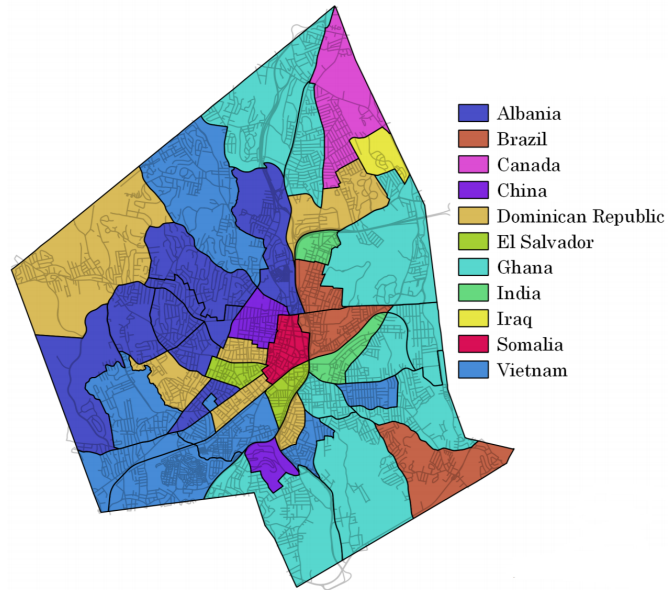 Albania
Brazil
Canada
China
Dominican Republic
El Salvador
Ghana
India
Iraq
Somalia
Vietnam